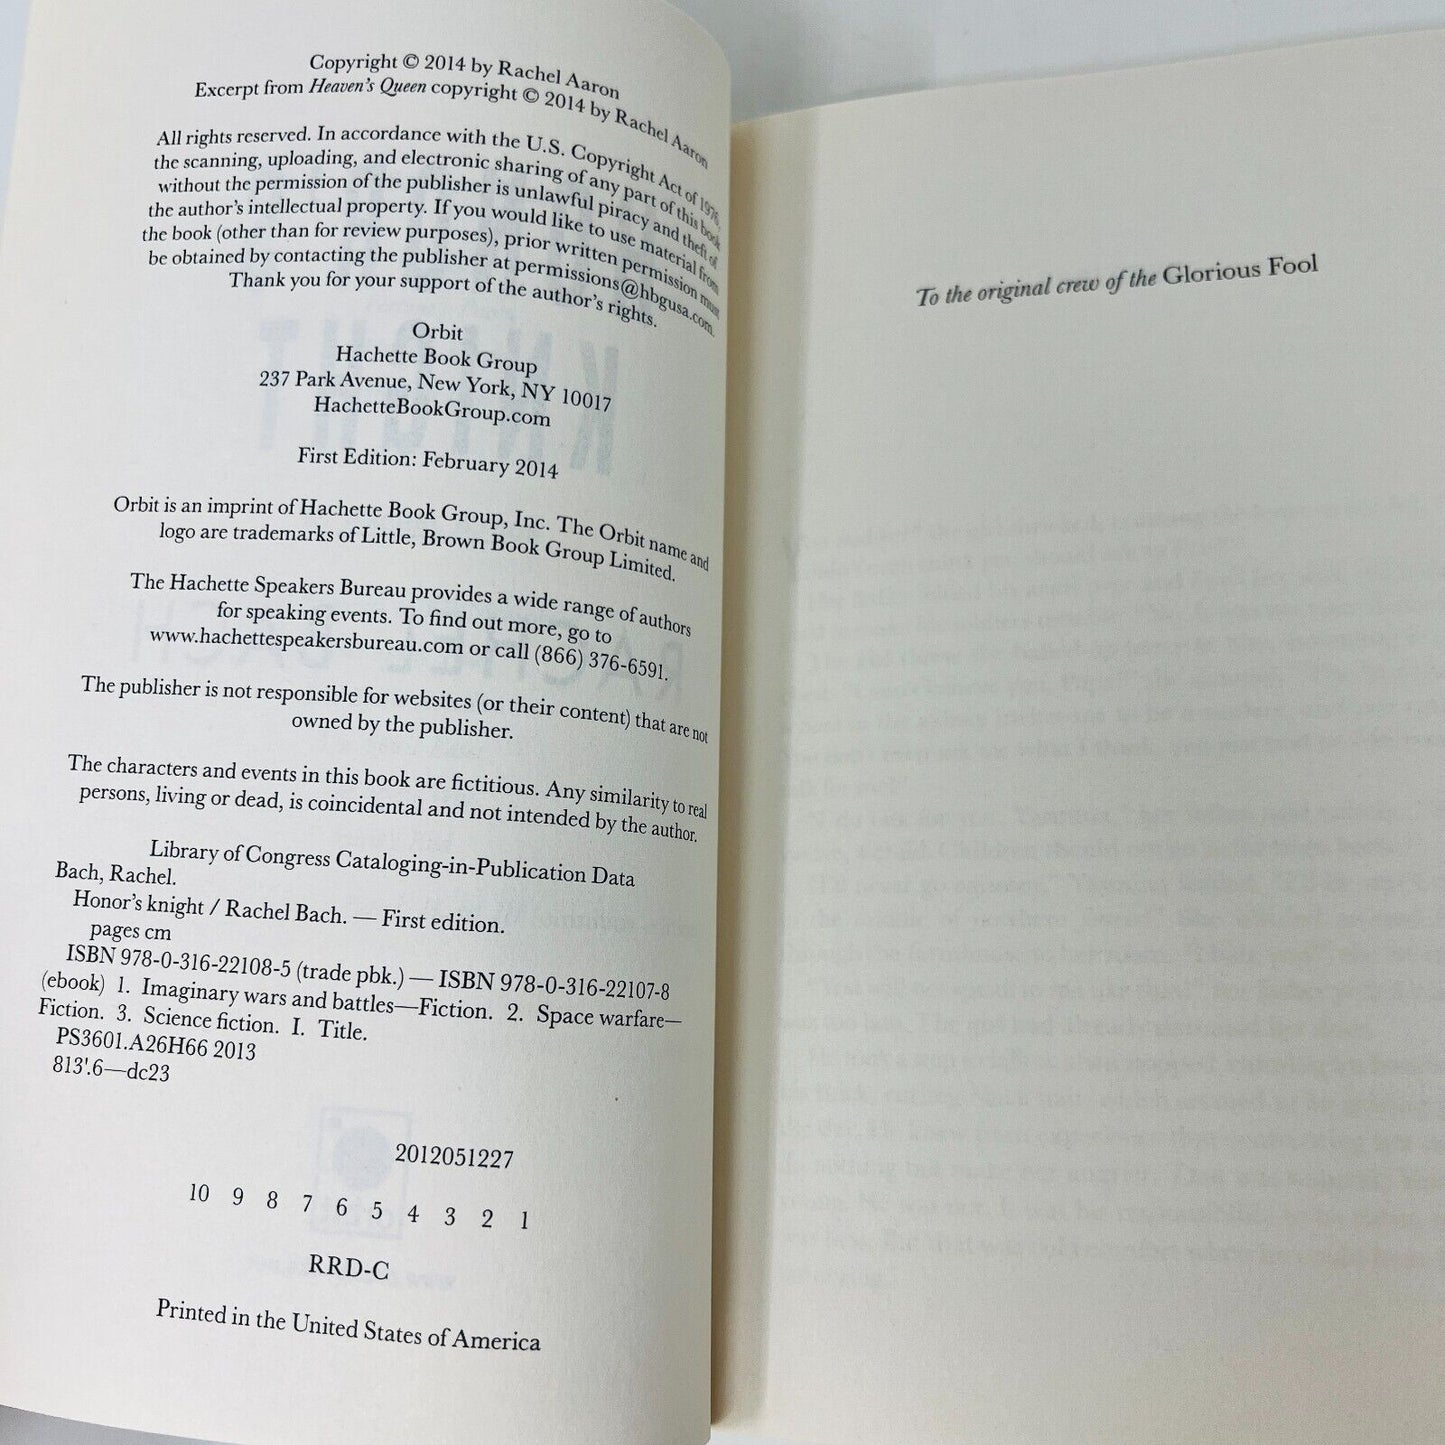 Copyright © 2014 by Rachel Aaron
Excerpt from Heaven's Queen copyright © 2014 by Rachel Aaron
All rights reserved. In accordance with the U.S. Copyright Act of 1976,
the scanning, uploading, and electronic sharing of any part of this book
without the permission of the publisher is unlawful piracy and theft of
the author's intellectual property. If you would like to use material from
the book (other than for review purposes), prior written permission must
be obtained by contacting the publisher at permissions@hbgusa.com.
Thank you for your support of the author's rights.
Orbit
Hachette Book Group
237 Park Avenue, New York, NY 10017
HachetteBookGroup.com
First Edition: February 2014
Orbit is an imprint of Hachette Book Group, Inc. The Orbit name and
logo are trademarks of Little, Brown Book Group Limited.
The Hachette Speakers Bureau provides a wide range of authors
for speaking events. To find out more, go to
www.hachettespeakersbureau.com or call (866) 376-6591.
The publisher is not responsible for websites (or their content) that are not
owned by the publisher.
The characters and events in this book are fictitious. Any similarity to real
persons, living or dead, is coincidental and not intended by the author.
Library of Congress Cataloging-in-Publication Data
Bach, Rachel.
Honor's knight / Rachel Bach. — First edition.
pages cm
ISBN 978-0-316-22108-5 (trade pbk.) — ISBN 978-0-316-22107-8
(ebook) 1. Imaginary wars and battles—Fiction. 2. Space warfare—
Fiction. 3. Science fiction. I. Title.
PS3601.A26H66 2013
813'.6—dc23
2012051227
10 9 8 7 6 5 4 3 2 1
RRD-C
Printed in the United States of America
To the original crew of the Glorious Fool